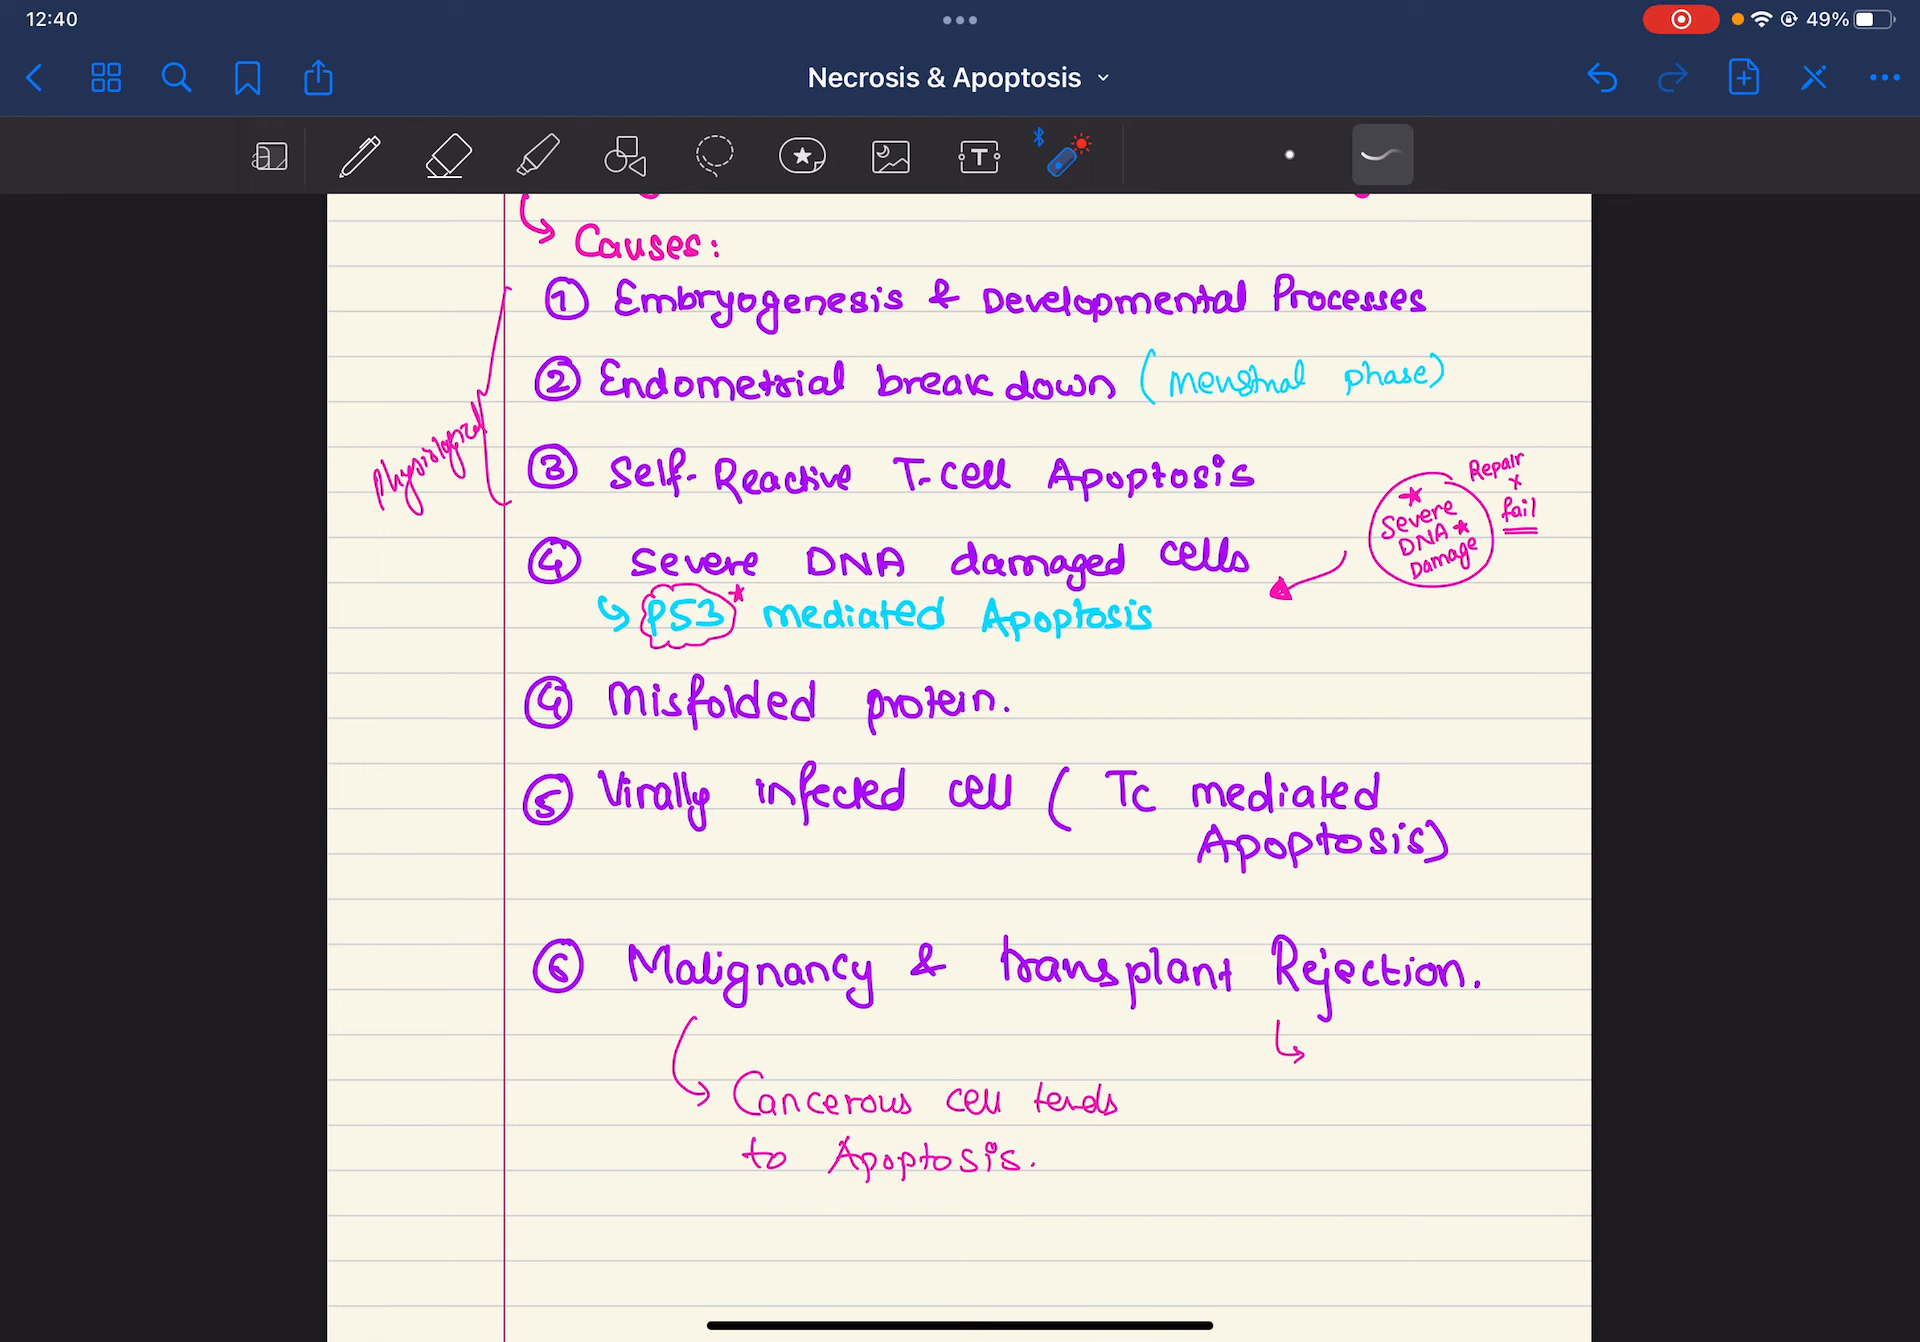 12:40
49%
Necrosis & Apoptosis
Causes:
① Embryogenesis & Developmental Processes
② Endometrial break down (menstrual phase)
Physiological
③ Self-Reactive T-cell Apoptosis
Repair
x
fail
Severe
DNA
Damage
④ Severe DNA damaged cells
P53 mediated Apoptosis
④ Misfolded protein.
⑤ Virally infected cell ( Tc mediated
Apoptosis)
⑥ Malignancy & transplant Rejection.
Cancerous cell tends
to Apoptosis.